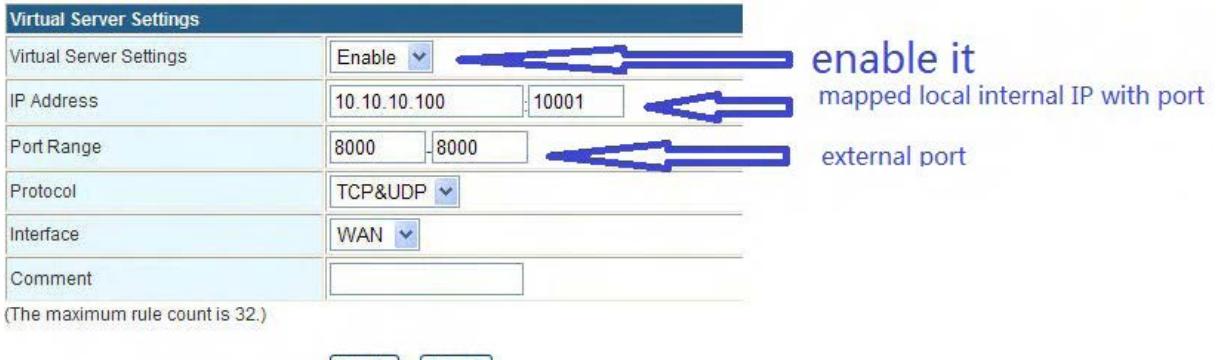 Virtual Server Settings
Virtual Server Settings Enable enable it
IP Address 10.10.10.100 : 10001 mapped local internal IP with port
Port Range 8000 - 8000 external port
Protocol TCP&UDP
Interface WAN
Comment
(The maximum rule count is 32.)